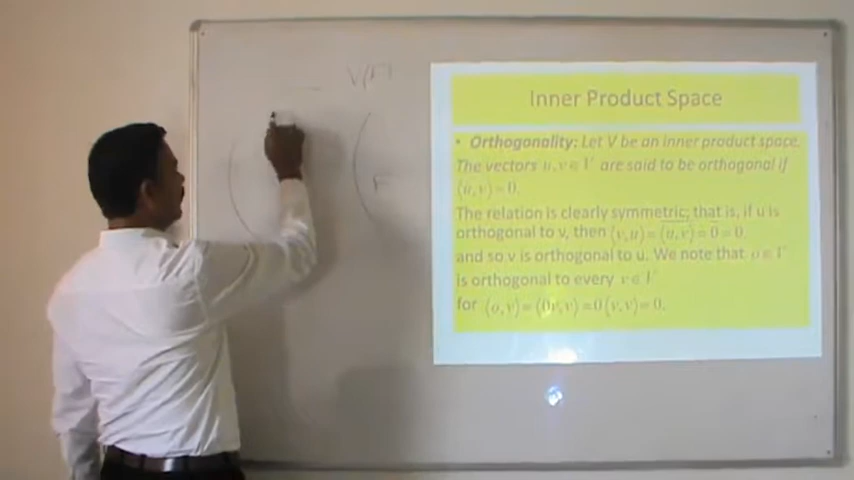 V(F)
F
Inner Product Space
• Orthogonality: Let V be an inner product space.
The vectors u, v ∈ V are said to be orthogonal if
⟨u, v⟩ = 0.
The relation is clearly symmetric; that is, if u is
orthogonal to v, then ⟨v, u⟩ = ⟨u, v⟩ = 0 = 0.
and so v is orthogonal to u. We note that o ∈ V
is orthogonal to every v ∈ V
for ⟨o, v⟩ = ⟨0v, v⟩ = 0⟨v, v⟩ = 0.